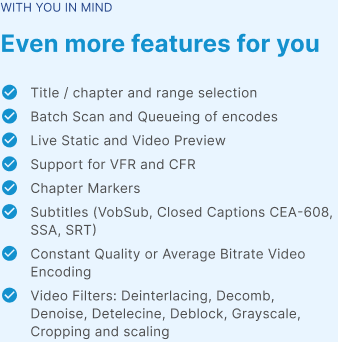 WITH YOU IN MIND
Even more features for you
Title / chapter and range selection
Batch Scan and Queueing of encodes
Live Static and Video Preview
Support for VFR and CFR
Chapter Markers
Subtitles (VobSub, Closed Captions CEA-608,
SSA, SRT)
Constant Quality or Average Bitrate Video
Encoding
Video Filters: Deinterlacing, Decomb,
Denoise, Detelecine, Deblock, Grayscale,
Cropping and scaling